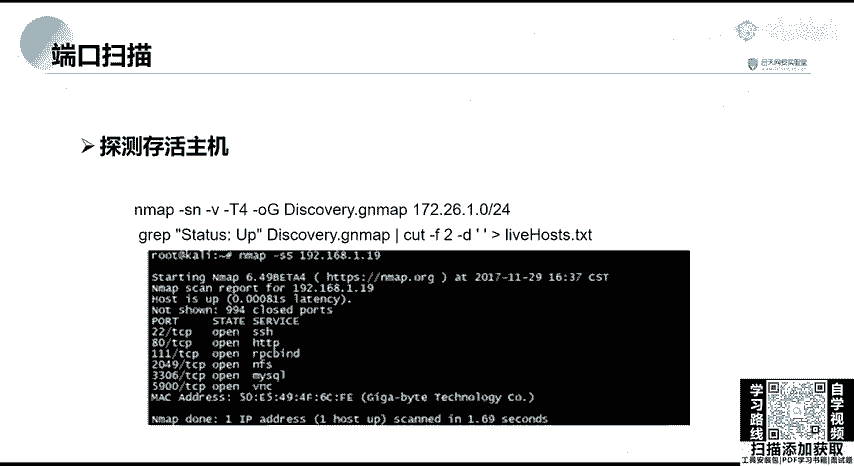 端口扫描
➢ 探测存活主机
nmap -sn -v -T4 -oG Discovery.gnmap 172.26.1.0/24
grep "Status: Up" Discovery.gnmap | cut -f 2 -d ' ' > liveHosts.txt
root@kali:~# nmap -sS 192.168.1.19
Starting Nmap 6.49BETA4 ( https://nmap.org ) at 2017-11-29 16:37 CST
Nmap scan report for 192.168.1.19
Host is up (0.00081s latency).
Not shown: 994 closed ports
PORT STATE SERVICE
22/tcp open ssh
80/tcp open http
111/tcp open rpcbind
2049/tcp open nfs
3306/tcp open mysql
5900/tcp open vnc
MAC Address: 50:E5:49:4F:6C:FE (Giga-byte Technology Co.)
Nmap done: 1 IP address (1 host up) scanned in 1.69 seconds
学习路线
自学视频
扫描添加获取
工具安装包|PDF学习书籍|面试题